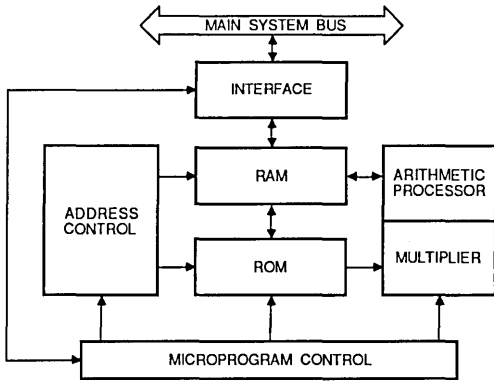 MAIN SYSTEM BUS
INTERFACE
RAM
ARITHMETIC
PROCESSOR
ADDRESS
CONTROL
ROM
MULTIPLIER
MICROPROGRAM CONTROL